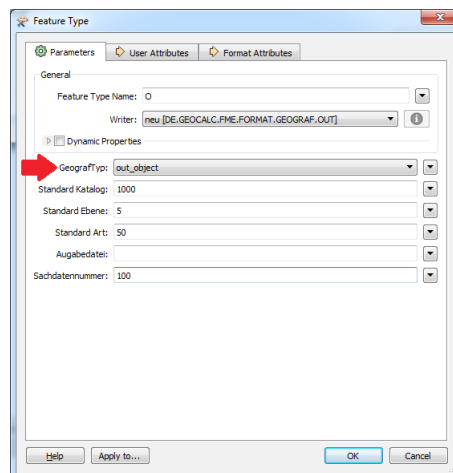 Feature Type
Parameters User Attributes Format Attributes
General
Feature Type Name: O
Writer: neu [DE.GEOCALC.FME.FORMAT.GEOGRAF.OUT]
Dynamic Properties
GeografTyp: out_object
Standard Katalog: 1000
Standard Ebene: 5
Standard Art: 50
Augabedatei:
Sachdatennummer: 100
Help Apply to... OK Cancel